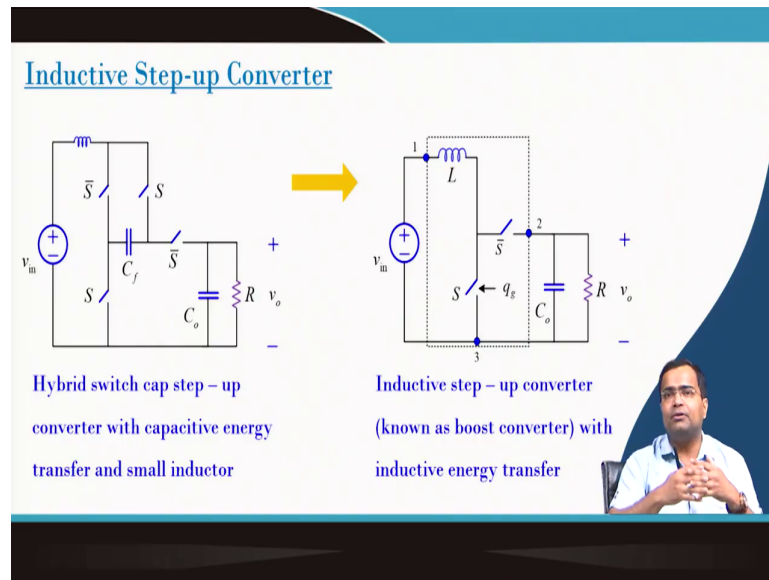 Inductive Step-up Converter
S̅
S
C_f
S̅
S
v_in
+
−
C_o
R
v_o
+
−
1
L
2
S̅
S
q_g
v_in
+
−
C_o
R
v_o
+
−
3
Hybrid switch cap step – up
converter with capacitive energy
transfer and small inductor
Inductive step – up converter
(known as boost converter) with
inductive energy transfer